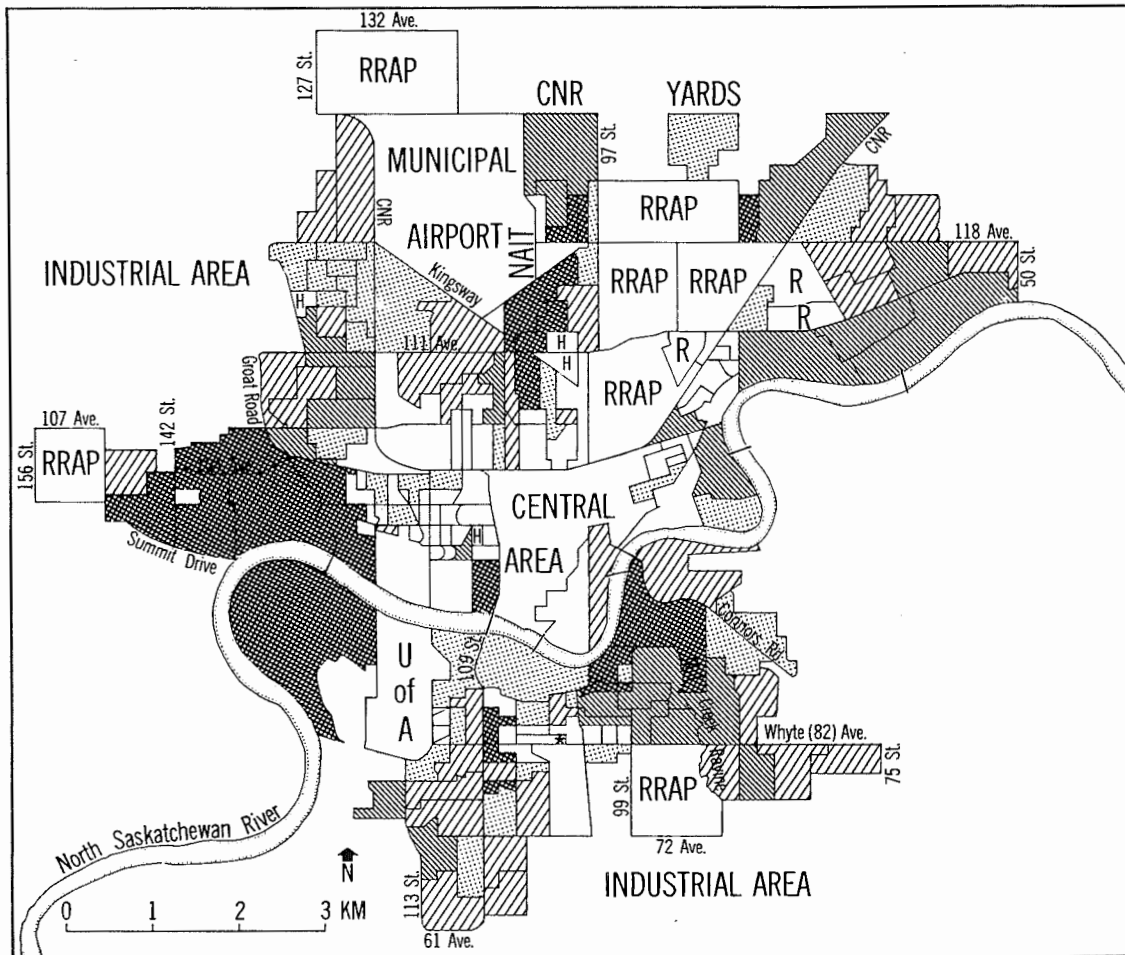 132 Ave.
127 St.
RRAP
CNR
YARDS
97 St.
CNR
MUNICIPAL
AIRPORT
CNR
NAIT
RRAP
118 Ave.
50 St.
INDUSTRIAL AREA
Kingsway
RRAP
RRAP
R
R
H
111 Ave.
H
H
R
Groat Road
RRAP
107 Ave.
142 St.
156 St.
RRAP
Summit Drive
CENTRAL
AREA
H
109 St.
Connors Rd
U
of
A
Whyte (82) Ave.
75 St.
Ravine
99 St.
RRAP
72 Ave.
North Saskatchewan River
N
113 St.
INDUSTRIAL AREA
0 1 2 3 KM
61 Ave.